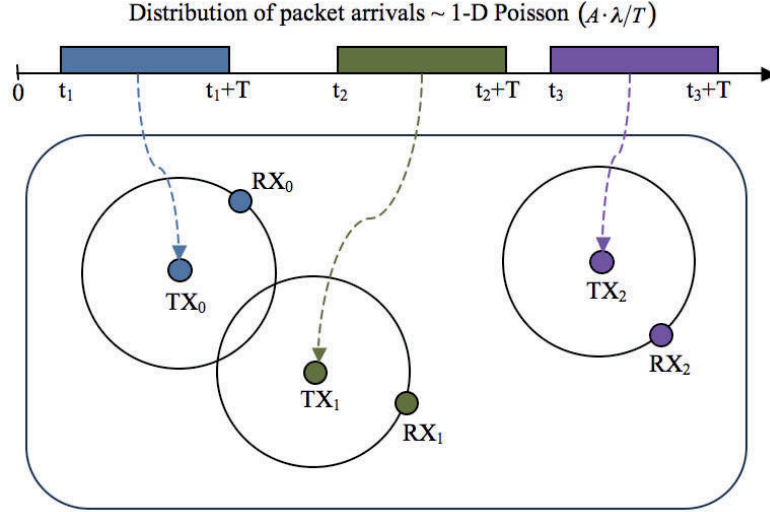 Distribution of packet arrivals ~ 1-D Poisson (A·λ/T)
0 t₁ t₁+T t₂ t₂+T t₃ t₃+T
RX₀
TX₀
TX₂
RX₂
TX₁
RX₁